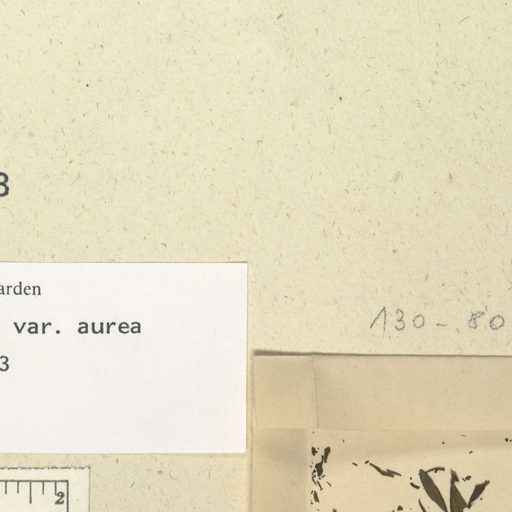 3
arden
var. aurea
3
130-80
2